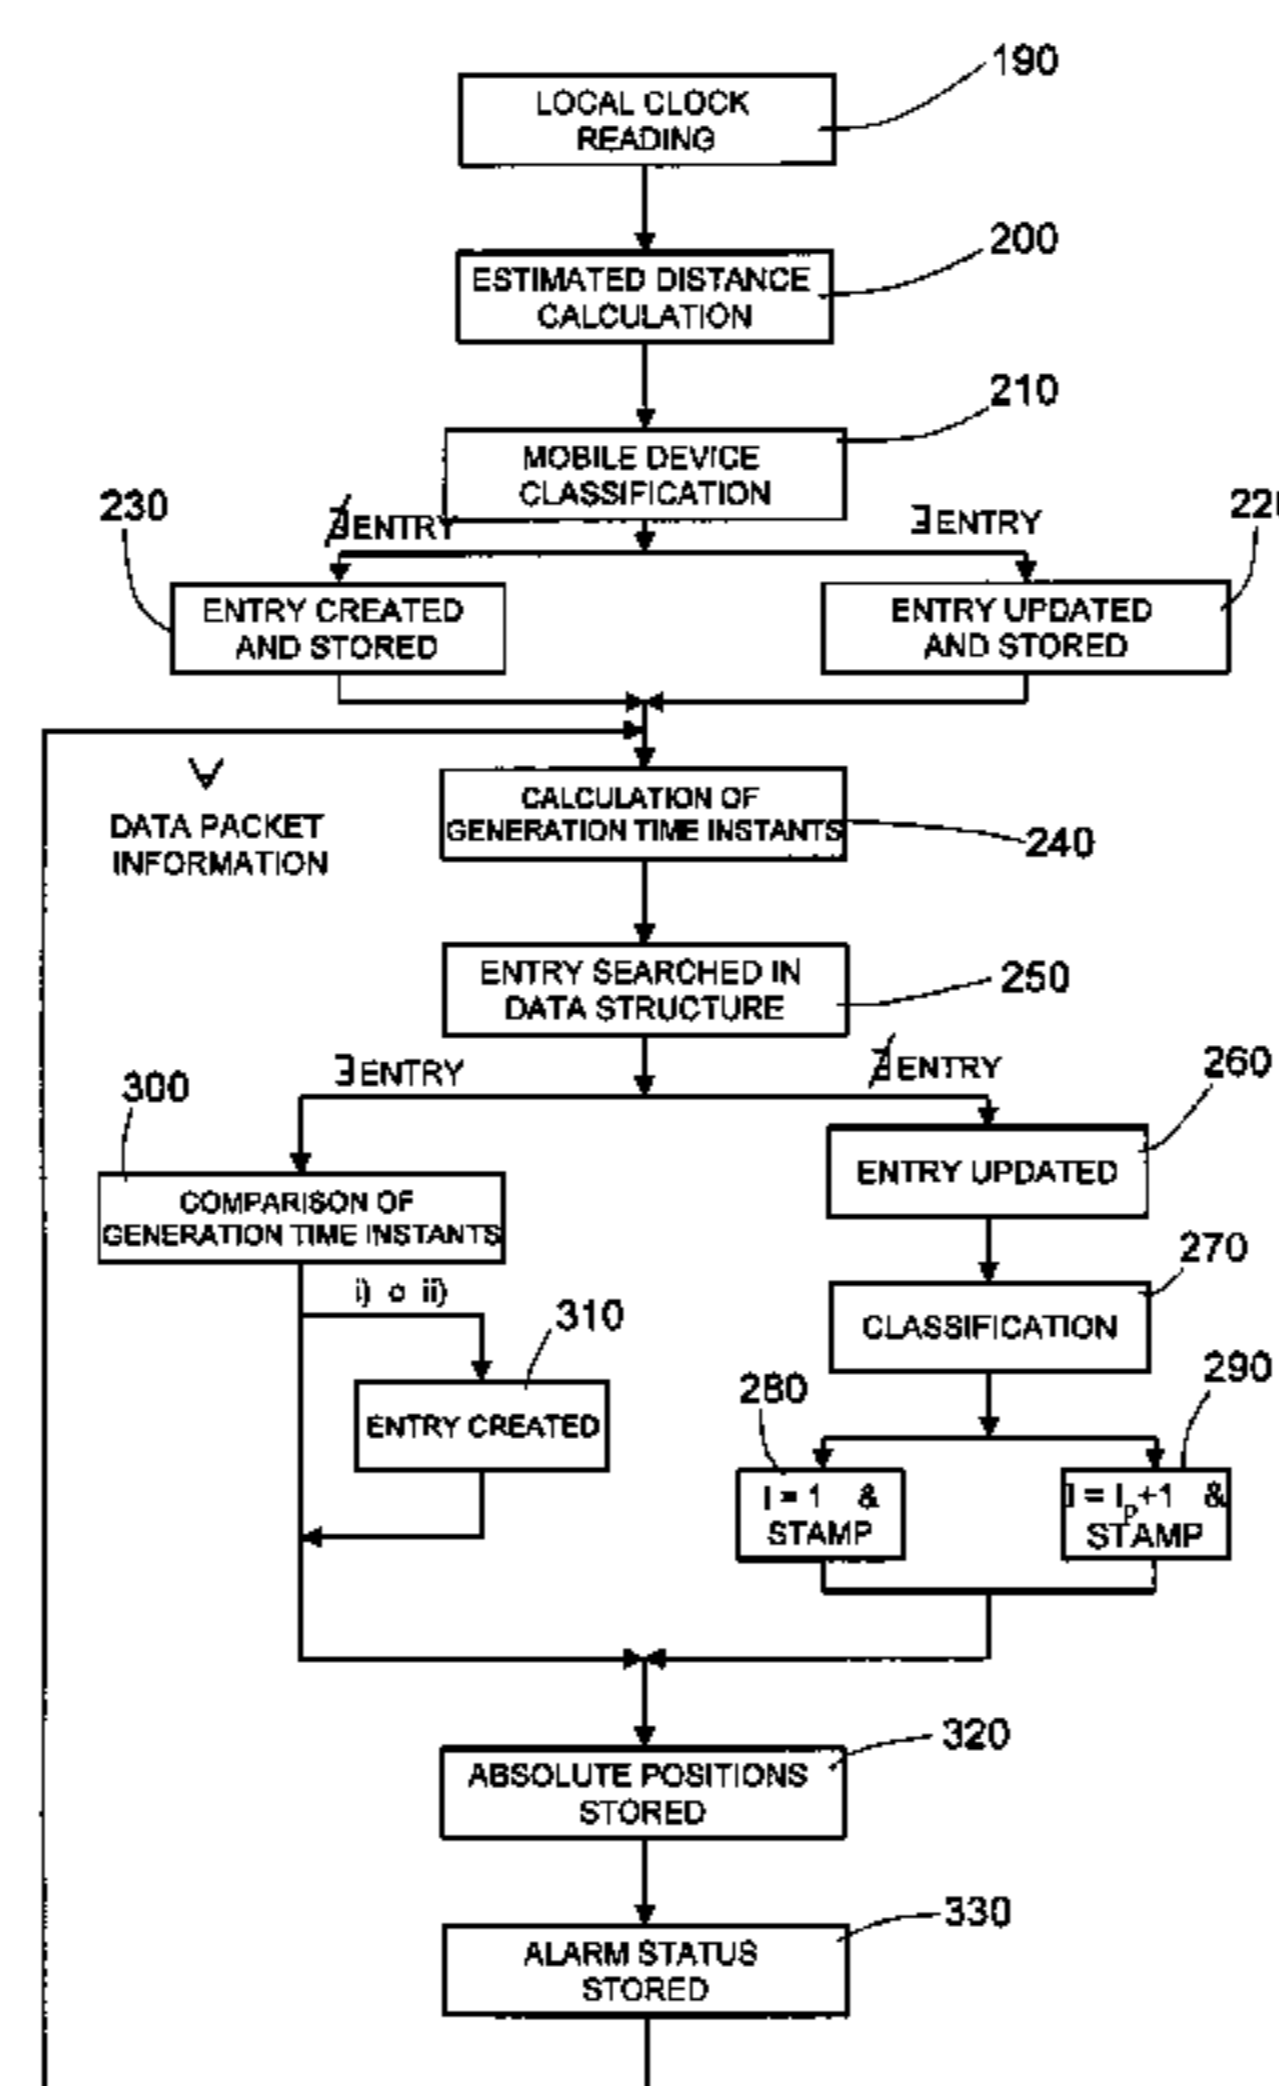 190
LOCAL CLOCK
READING
200
ESTIMATED DISTANCE
CALCULATION
210
MOBILE DEVICE
CLASSIFICATION
230
∄ ENTRY
∃ ENTRY
ENTRY CREATED
AND STORED
ENTRY UPDATED
AND STORED
∀
DATA PACKET
INFORMATION
CALCULATION OF
GENERATION TIME INSTANTS
240
ENTRY SEARCHED IN
DATA STRUCTURE
250
∃ ENTRY
∄ ENTRY
260
300
ENTRY UPDATED
COMPARISON OF
GENERATION TIME INSTANTS
270
i) o ii)
310
CLASSIFICATION
ENTRY CREATED
280
290
I = 1 &
STAMP
I = Ip+1 &
STAMP
320
ABSOLUTE POSITIONS
STORED
330
ALARM STATUS
STORED